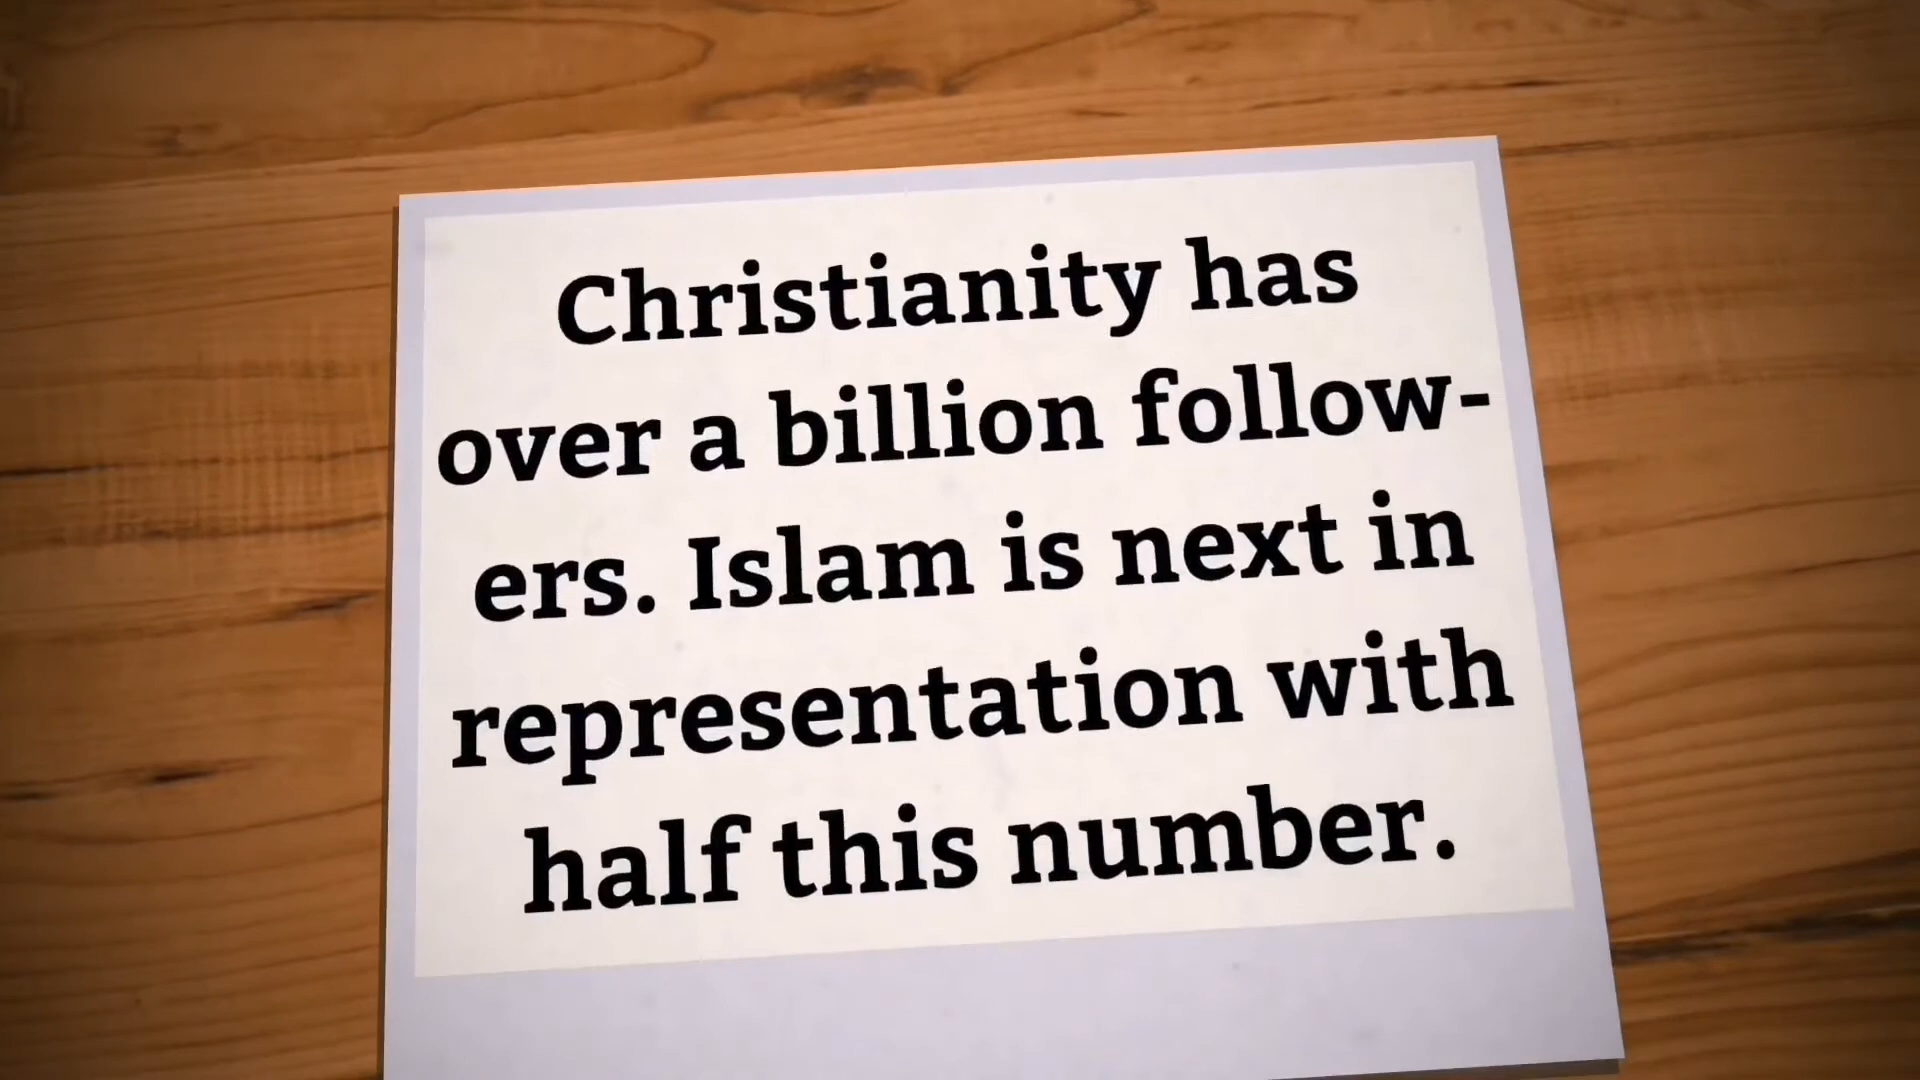 Christianity has
over a billion follow-
ers. Islam is next in
representation with
half this number.